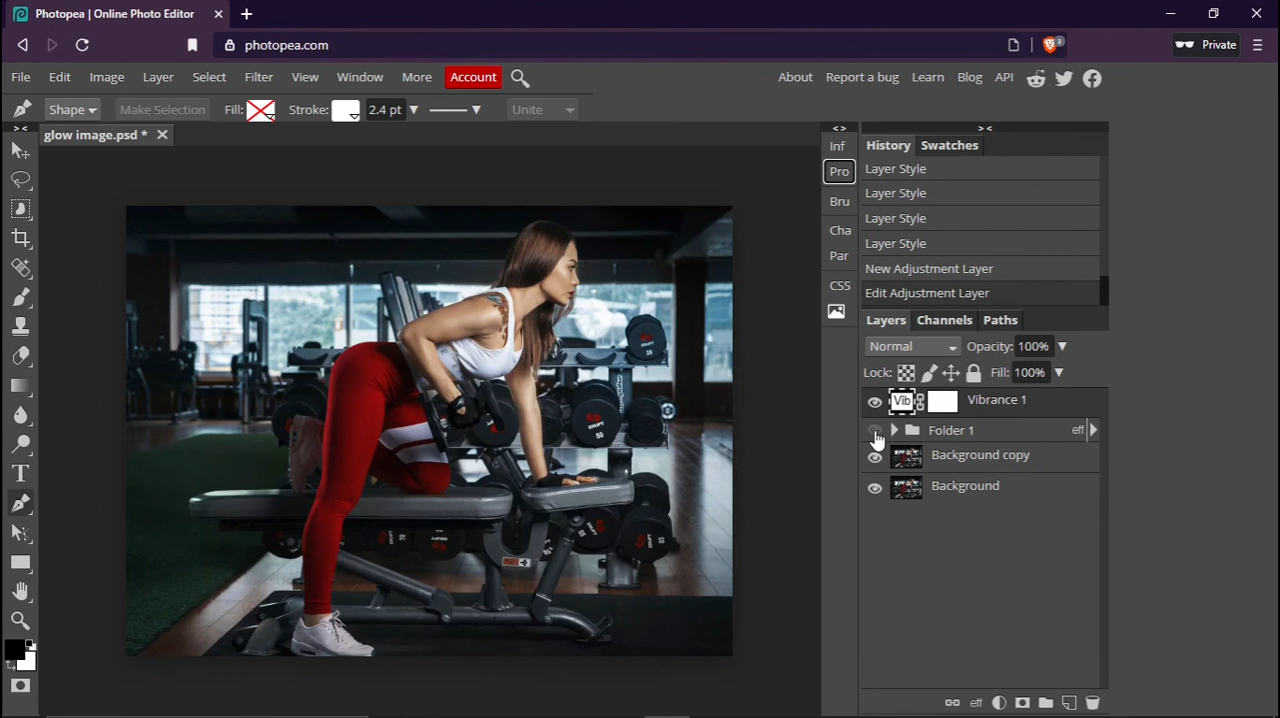 Photopea | Online Photo Editor
photopea.com
3
Private
File Edit Image Layer Select Filter View Window More Account
About Report a bug Learn Blog API
Shape Make Selection Fill: Stroke: 2.4 pt Unite
> < < > > <
glow image.psd *
Inf
Pro
Bru
Cha
Par
CSS
History Swatches
Layer Style
Layer Style
Layer Style
Layer Style
New Adjustment Layer
Edit Adjustment Layer
Layers Channels Paths
Normal Opacity: 100%
Lock: Fill: 100%
Vib Vibrance 1
Folder 1 eff
Background copy
Background
eff
50